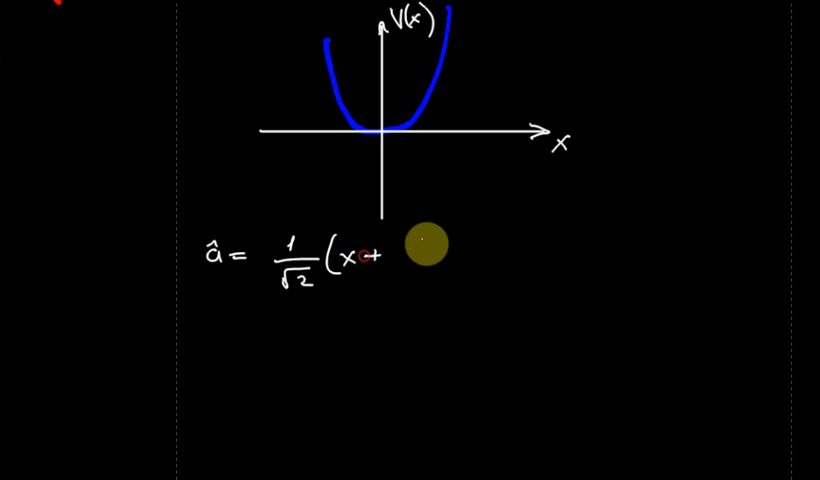 V(x)
x
â = 1/√2 (x +